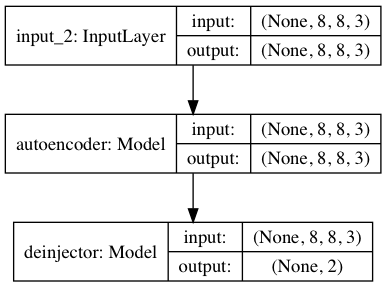 input_2: InputLayer
input: (None, 8, 8, 3)
output: (None, 8, 8, 3)
autoencoder: Model
input: (None, 8, 8, 3)
output: (None, 8, 8, 3)
deinjector: Model
input: (None, 8, 8, 3)
output: (None, 2)